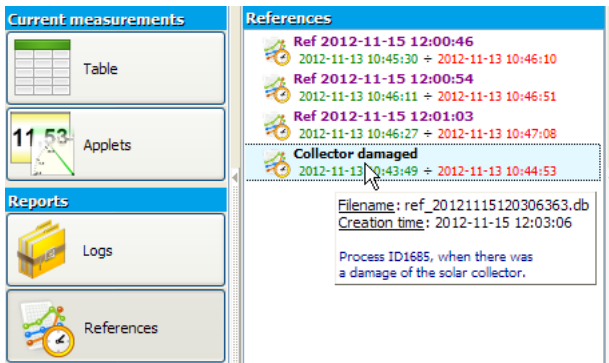 Current measurements
Table
11 53
Applets
Reports
Logs
References
References
Ref 2012-11-15 12:00:46
2012-11-13 10:45:30 ÷ 2012-11-13 10:46:10
Ref 2012-11-15 12:00:54
2012-11-13 10:46:11 ÷ 2012-11-13 10:46:51
Ref 2012-11-15 12:01:03
2012-11-13 10:46:27 ÷ 2012-11-13 10:47:08
Collector damaged
2012-11-13 10:43:49 ÷ 2012-11-13 10:44:53
Filename: ref_20121115120306363.db
Creation time: 2012-11-15 12:03:06
Process ID1685, when there was
a damage of the solar collector.